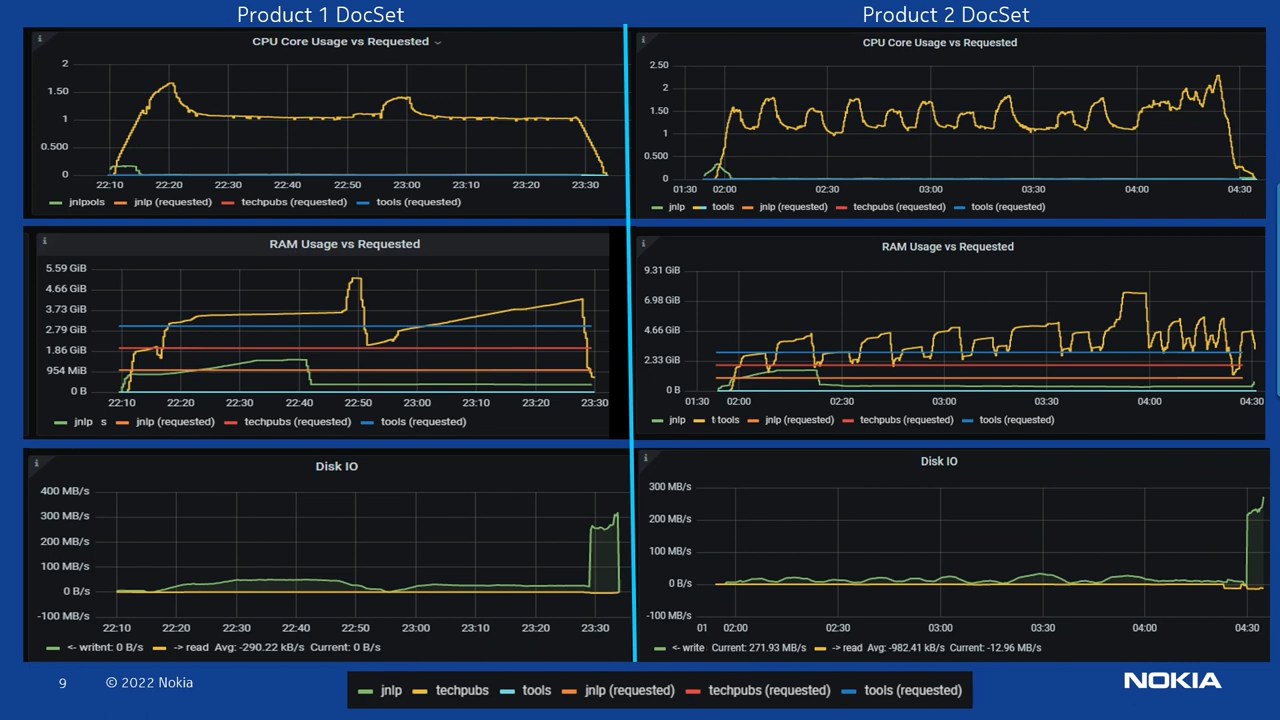 Product 1 DocSet
Product 2 DocSet
CPU Core Usage vs Requested
2
1.50
1
0.500
0
22:10 22:20 22:30 22:40 22:50 23:00 23:10 23:20 23:30
jnlpools jnlp (requested) techpubs (requested) tools (requested)
CPU Core Usage vs Requested
2.50
2
1.50
1
0.500
0
01:30 02:00 02:30 03:00 03:30 04:00 04:30
jnlp tools jnlp (requested) techpubs (requested) tools (requested)
RAM Usage vs Requested
5.59 GiB
4.66 GiB
3.73 GiB
2.79 GiB
1.86 GiB
954 MiB
0 B
22:10 22:20 22:30 22:40 22:50 23:00 23:10 23:20 23:30
jnlp s jnlp (requested) techpubs (requested) tools (requested)
RAM Usage vs Requested
9.31 GiB
6.98 GiB
4.66 GiB
2.33 GiB
0 B
01:30 02:00 02:30 03:00 03:30 04:00 04:30
jnlp t tools jnlp (requested) techpubs (requested) tools (requested)
Disk IO
400 MB/s
300 MB/s
200 MB/s
100 MB/s
0 B/s
-100 MB/s
22:10 22:20 22:30 22:40 22:50 23:00 23:10 23:20 23:30
<- writent: 0 B/s -> read Avg: -290.22 kB/s Current: 0 B/s
Disk IO
300 MB/s
200 MB/s
100 MB/s
0 B/s
-100 MB/s
01 02:00 02:30 03:00 03:30 04:00 04:30
<- write Current: 271.93 MB/s -> read Avg: -982.41 kB/s Current: -12.96 MB/s
9 © 2022 Nokia
jnlp techpubs tools jnlp (requested) techpubs (requested) tools (requested)
NOKIA